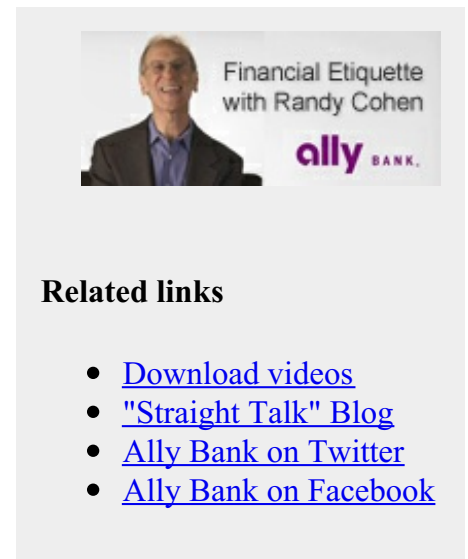 Financial Etiquette
with Randy Cohen
ally BANK.
Related links
Download videos
"Straight Talk" Blog
Ally Bank on Twitter
Ally Bank on Facebook